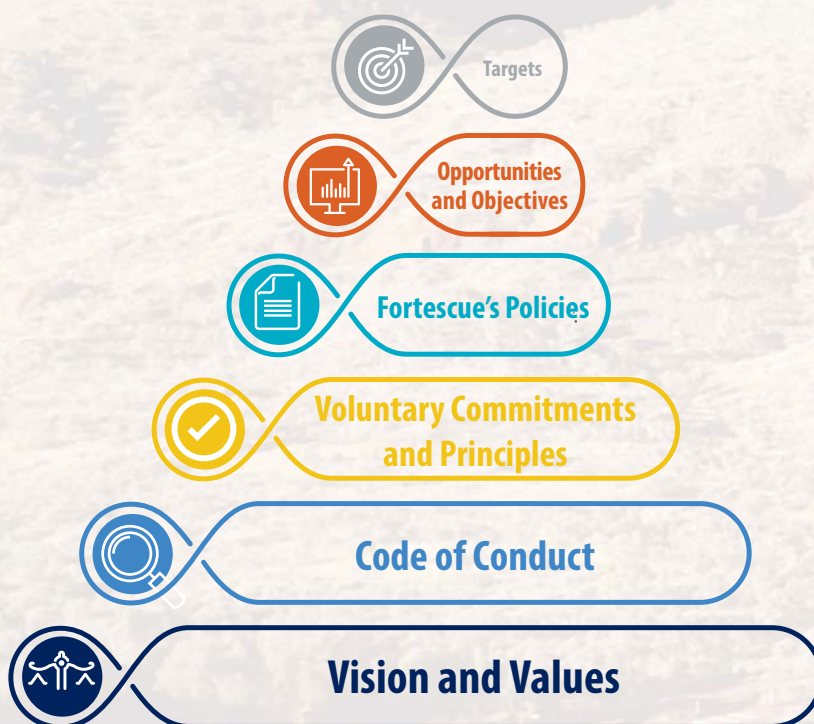 Targets
Opportunities
and Objectives
Fortescue's Policies
Voluntary Commitments
and Principles
Code of Conduct
Vision and Values